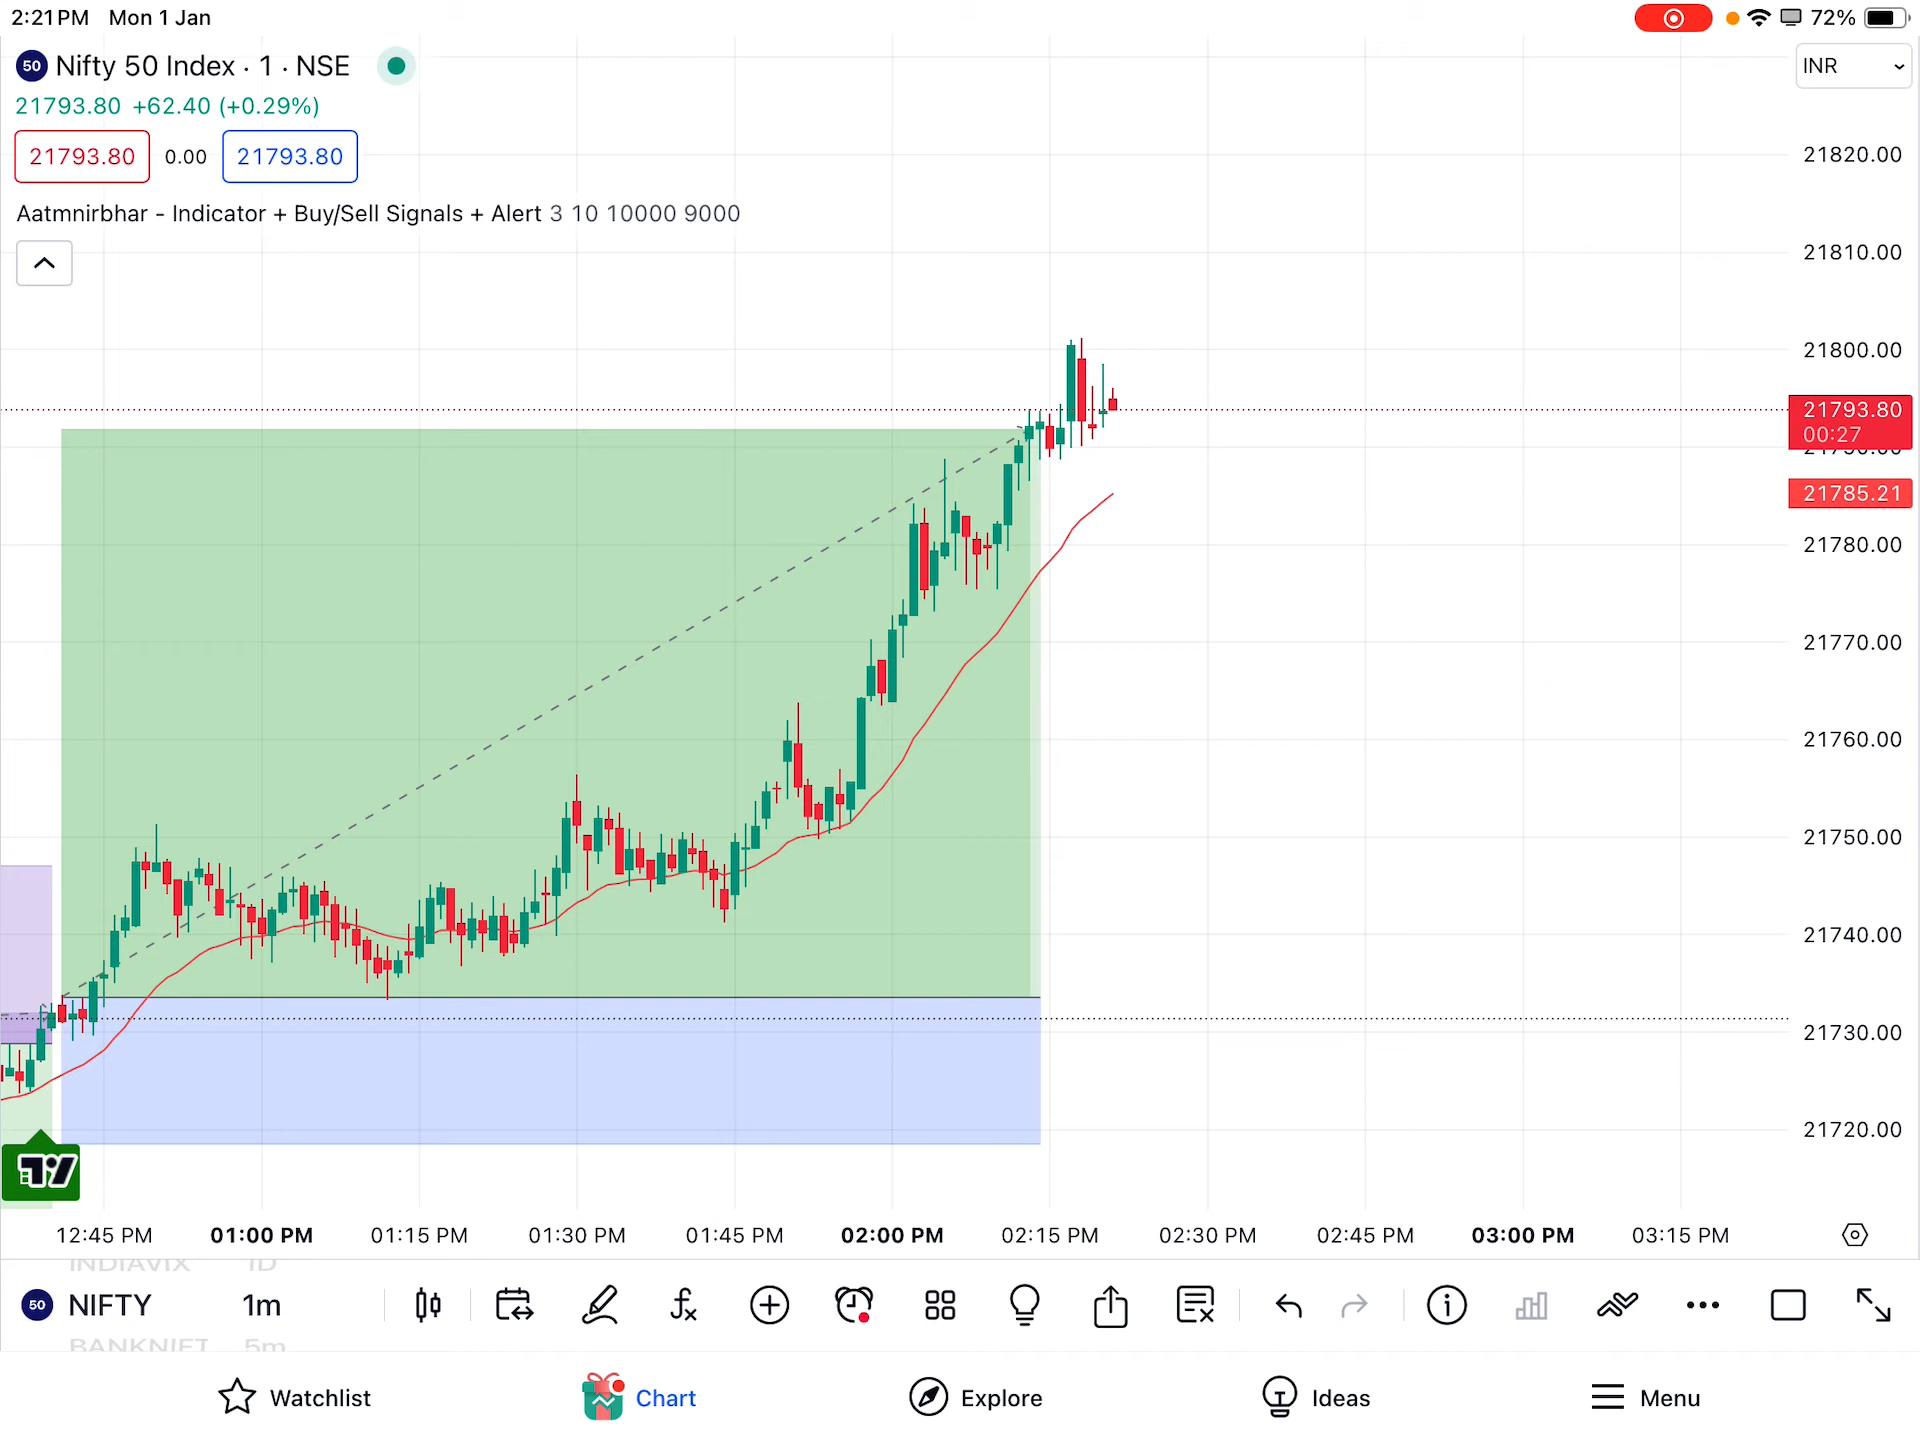 2:21 PM Mon 1 Jan
72%
50 Nifty 50 Index · 1 · NSE
INR
21793.80 +62.40 (+0.29%)
21793.80 0.00 21793.80
Aatmnirbhar - Indicator + Buy/Sell Signals + Alert 3 10 10000 9000
21820.00
21810.00
21800.00
21793.80
00:27
21790.00
21785.21
21780.00
21770.00
21760.00
21750.00
21740.00
21730.00
21720.00
12:45 PM 01:00 PM 01:15 PM 01:30 PM 01:45 PM 02:00 PM 02:15 PM 02:30 PM 02:45 PM 03:00 PM 03:15 PM
INDIAVIX 1D
50 NIFTY 1m
BANKNIFT 5m
Watchlist Chart Explore Ideas Menu